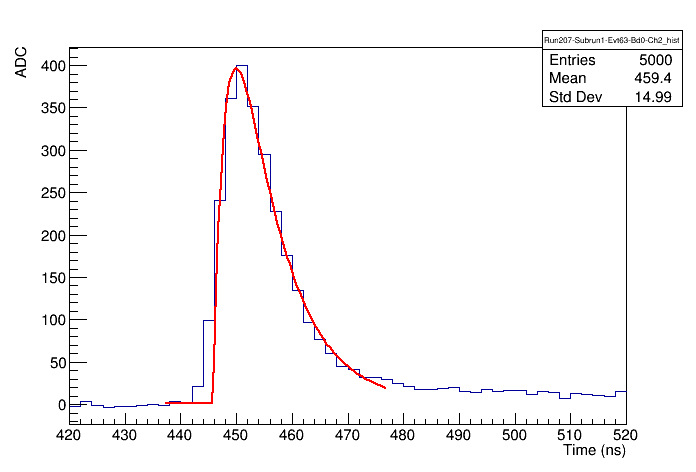 Run207-Subrun1-Evt63-Bd0-Ch2_hist
Entries 5000
Mean 459.4
Std Dev 14.99
ADC
400
350
300
250
200
150
100
50
0
420 430 440 450 460 470 480 490 500 510 520
Time (ns)